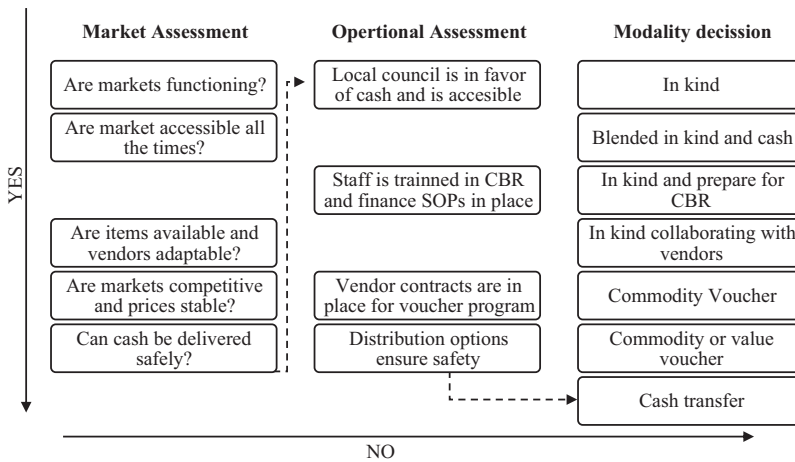 Market Assessment
Are markets functioning?
Are market accessible all
the times?
Are items available and
vendors adaptable?
Are markets competitive
and prices stable?
Can cash be delivered
safely?
Opertional Assessment
Local council is in favor
of cash and is accesible
Staff is trainned in CBR
and finance SOPs in place
Vendor contracts are in
place for voucher program
Distribution options
ensure safety
Modality decission
In kind
Blended in kind and cash
In kind and prepare for
CBR
In kind collaborating with
vendors
Commodity Voucher
Commodity or value
voucher
Cash transfer
YES
NO